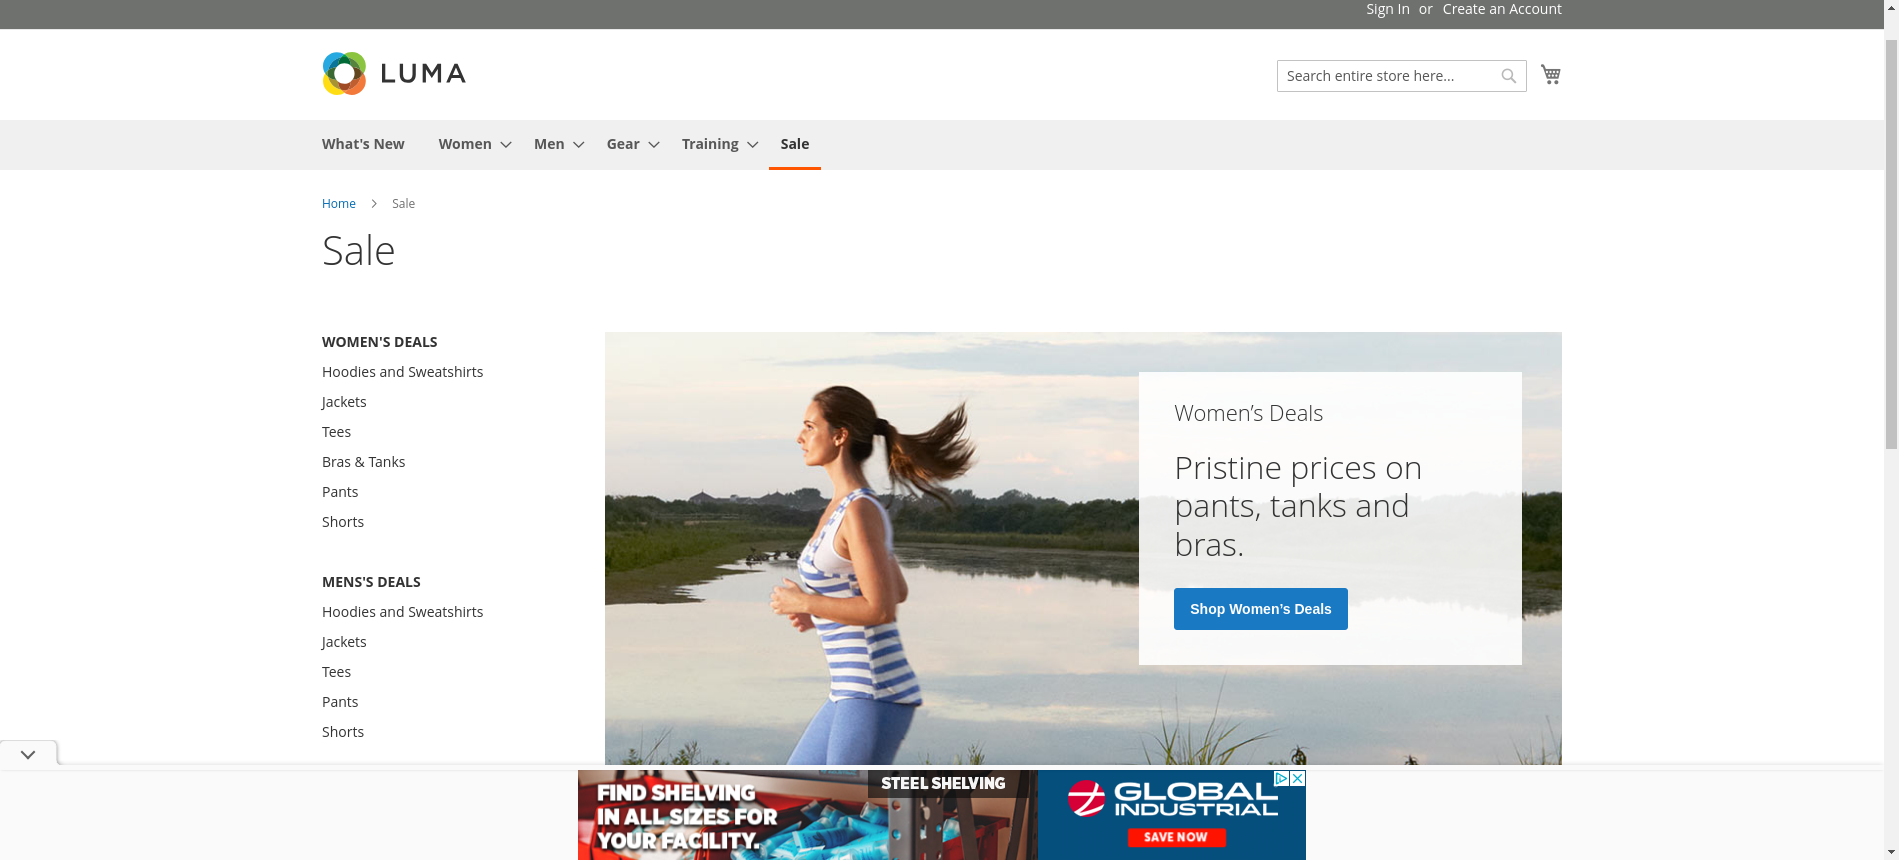 Sign In or Create an Account
LUMA
Search entire store here...
What's New Women Men Gear Training Sale
Home Sale
Sale
WOMEN'S DEALS
Hoodies and Sweatshirts
Jackets
Tees
Bras & Tanks
Pants
Shorts
MENS'S DEALS
Hoodies and Sweatshirts
Jackets
Tees
Pants
Shorts
Women’s Deals
Pristine prices on
pants, tanks and
bras.
Shop Women’s Deals
FIND SHELVING
IN ALL SIZES FOR
YOUR FACILITY.
STEEL SHELVING
GLOBAL
INDUSTRIAL
SAVE NOW